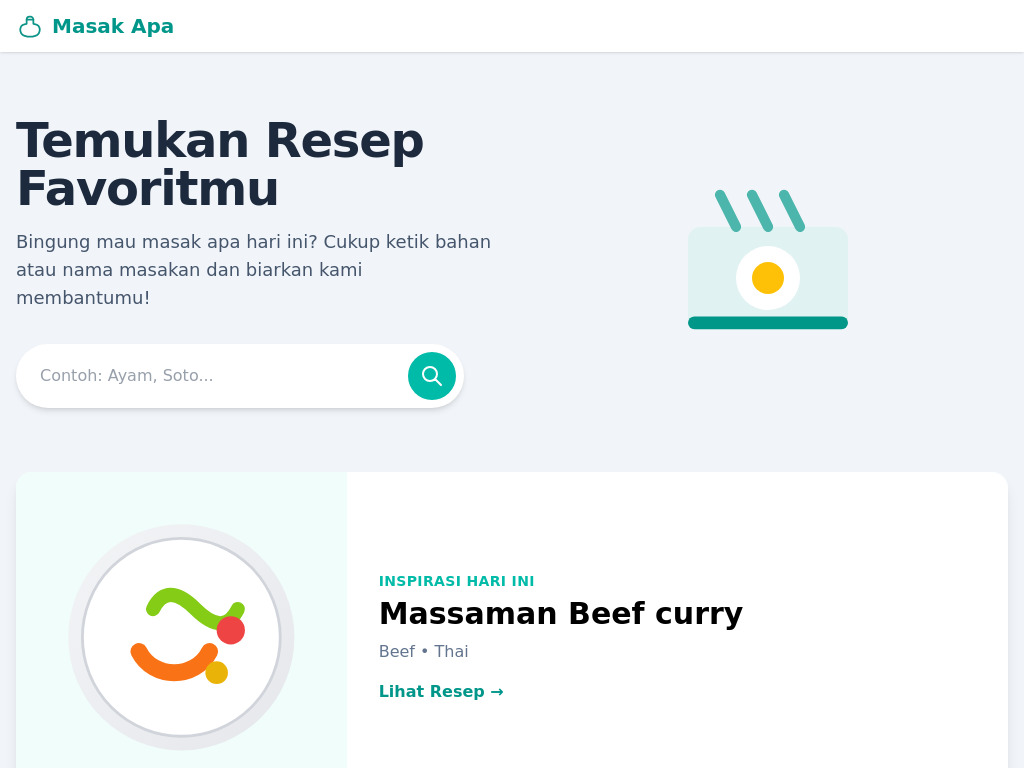 Masak Apa
Temukan Resep
Favoritmu
Bingung mau masak apa hari ini? Cukup ketik bahan
atau nama masakan dan biarkan kami
membantumu!
Contoh: Ayam, Soto...
INSPIRASI HARI INI
Massaman Beef curry
Beef • Thai
Lihat Resep →